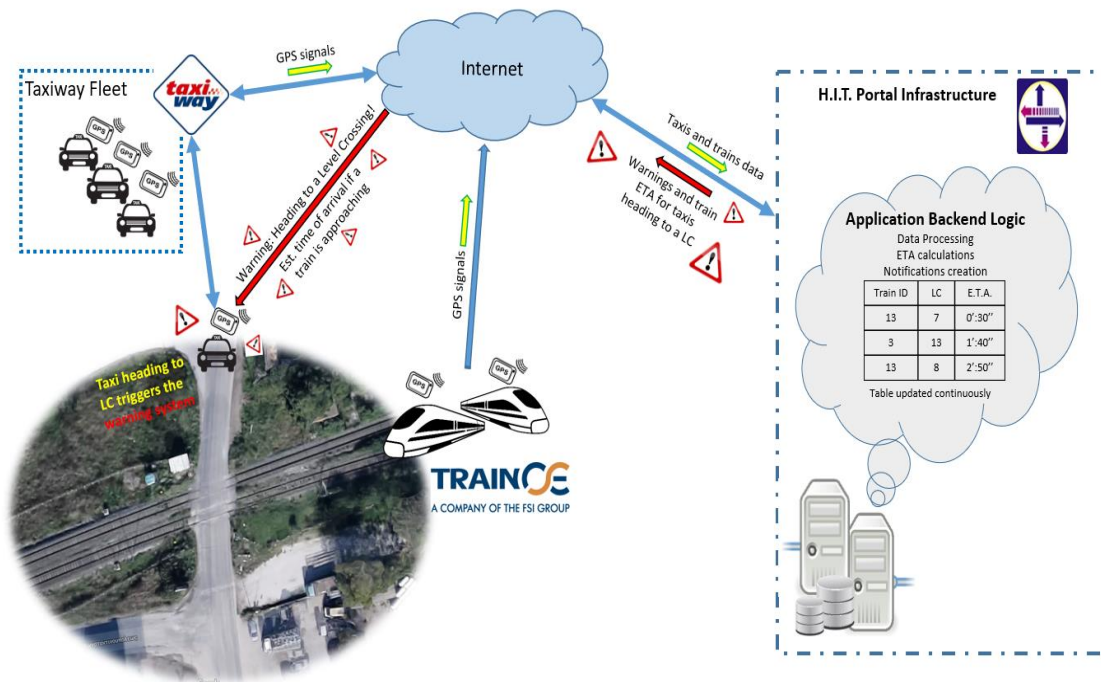 GPS signals
Internet
Taxiway Fleet
taxi
way
GPS
GPS
GPS
H.I.T. Portal Infrastructure
Taxis and trains data
Warnings and train
ETA for taxis
heading to a LC
Warning: Heading to a Level Crossing!
Est. time of arrival if a
train is approaching
GPS signals
Application Backend Logic
Data Processing
ETA calculations
Notifications creation
Train ID LC E.T.A.
13 7 0':30''
3 13 1':40''
13 8 2':50''
Table updated continuously
GPS
Taxi heading to
LC triggers the
warning system
GPS
GPS
TRAINOSE
A COMPANY OF THE FSI GROUP